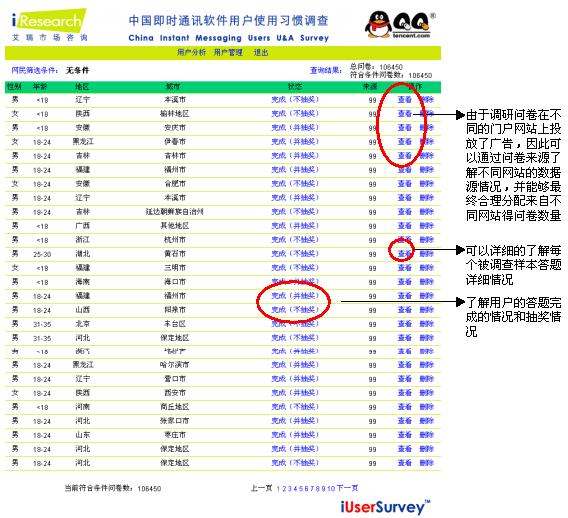 iResearch
艾瑞市场咨询
中国即时通讯软件用户使用习惯调查
China Instant Messaging Users U&A Survey
QQ
tencent.com
用户分析 用户管理 退出
网民筛选条件： 无条件
查询结果： 总问卷：106450
符合条件问卷数：106450
性别 年龄 地区 城市 状态 来源 操作
男 <18 辽宁 本溪市 完成（不抽奖） 99 查看 删除
女 <18 陕西 榆林地区 完成（并抽奖） 99 查看 删除
男 <18 安徽 安庆市 完成（并抽奖） 99 查看 删除
女 18-24 黑龙江 伊春市 完成（并抽奖） 99 查看 删除
男 18-24 吉林 吉林市 完成（并抽奖） 99 查看 删除
男 18-24 福建 福州市 完成（并抽奖） 99 查看 删除
女 18-24 安徽 合肥市 完成（不抽奖） 99 查看 删除
男 18-24 辽宁 本溪市 完成（不抽奖） 99 查看 删除
男 18-24 吉林 延边朝鲜族自治州 完成（不抽奖） 99 查看 删除
男 <18 广西 其他地区 完成（并抽奖） 99 查看 删除
男 <18 浙江 杭州市 完成（并抽奖） 99 查看 删除
男 25-30 湖北 黄石市 完成（不抽奖） 99 查看 删除
女 <18 福建 三明市 完成（并抽奖） 99 查看 删除
男 <18 海南 海口市 完成（并抽奖） 99 查看 删除
男 18-24 福建 福州市 完成（并抽奖） 99 查看 删除
男 18-24 山西 阳泉市 完成（不抽奖） 99 查看 删除
男 31-35 北京 丰台区 完成（并抽奖） 99 查看 删除
男 31-35 河北 保定地区 完成（不抽奖） 99 查看 删除
男 18-24 黑龙江 哈尔滨市 完成（并抽奖） 99 查看 删除
男 18-24 辽宁 营口市 完成（并抽奖） 99 查看 删除
女 18-24 陕西 西安市 完成（并抽奖） 99 查看 删除
男 <18 河南 商丘地区 完成（并抽奖） 99 查看 删除
男 18-24 河北 张家口市 完成（并抽奖） 99 查看 删除
男 18-24 山东 枣庄市 完成（并抽奖） 99 查看 删除
男 18-24 河北 保定地区 完成（并抽奖） 99 查看 删除
男 18-24 河北 保定地区 完成（不抽奖） 99 查看 删除
当前符合条件问卷数：106450 上一页 1 2 3 4 5 6 7 8 9 10 下一页
iUserSurvey™
由于调研问卷在不
同的门户网站上投
放了广告，因此可
以通过问卷来源了
解不同网站的数据
源情况，并能够最
终合理分配来自不
同网站得问卷数量
可以详细的了解每
个被调查样本答题
详细情况
了解用户的答题完
成的情况和抽奖情
况